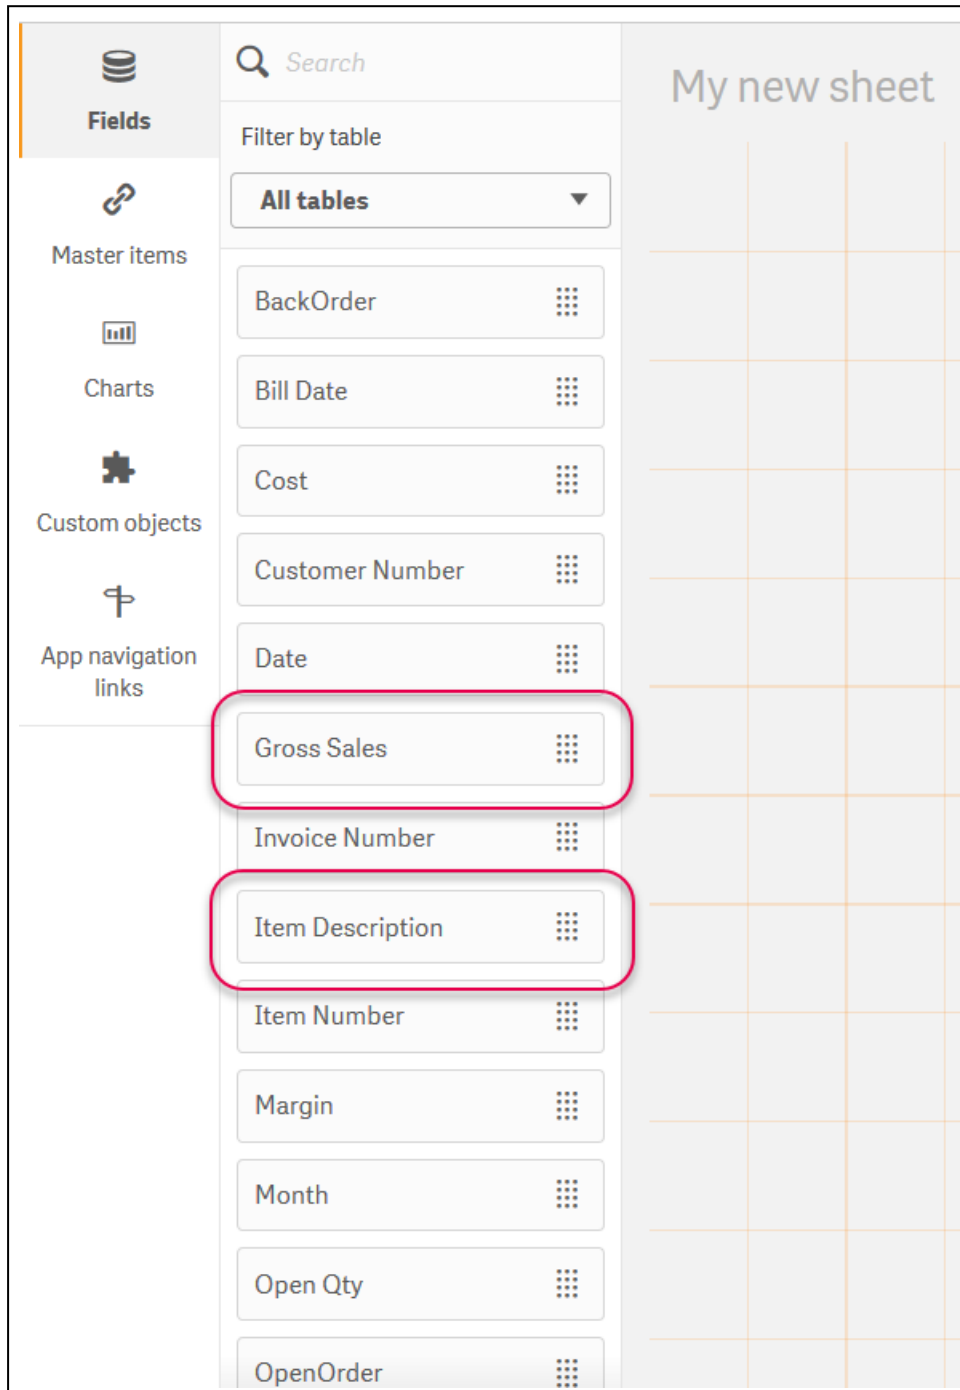 Fields
Master items
Charts
Custom objects
App navigation
links
Search
Filter by table
All tables
BackOrder
Bill Date
Cost
Customer Number
Date
Gross Sales
Invoice Number
Item Description
Item Number
Margin
Month
Open Qty
OpenOrder
My new sheet